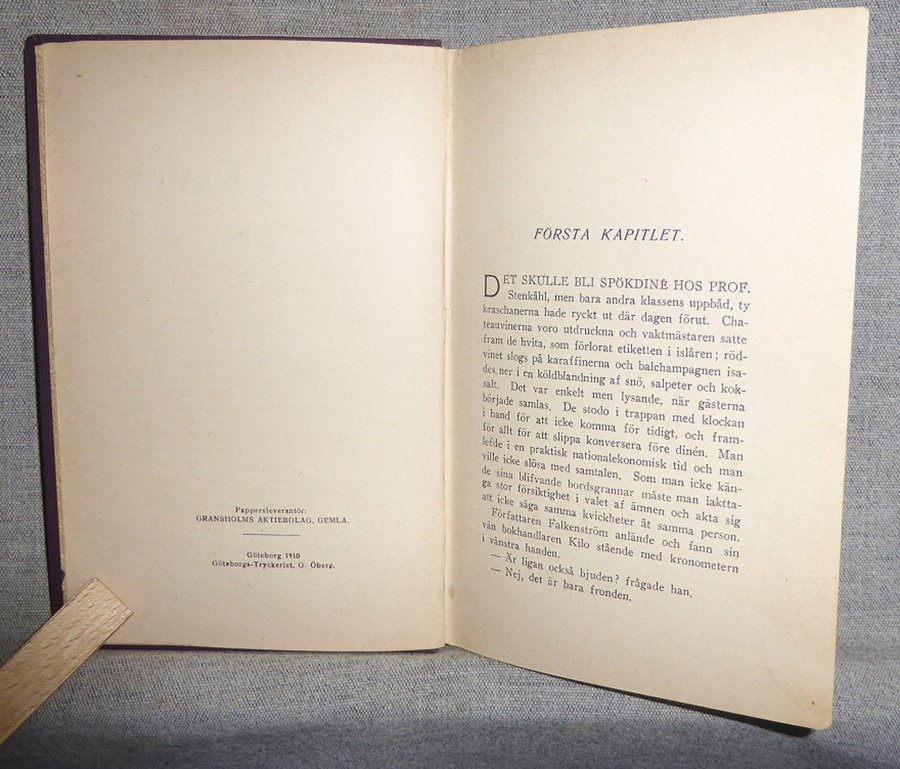 Pappersleverantör:
GRANSHOLMS AKTIEBOLAG, GEMLA.
Göteborg 1910
Göteborgs-Tryckeriet, G. Öberg.
FÖRSTA KAPITLET.
DET SKULLE BLI SPÖKDINÉ HOS PROF.
Stenkåhl, men bara andra klassens uppbåd, ty
kraschanerna hade ryckt ut där dagen förut. Cha-
teauvinerna voro utdruckna och vaktmästaren satte
fram de hvita, som förlorat etiketten i islåren; röd-
vinet slogs på karaffinerna och balchampagnen isa-
des ner i en köldblandning af snö, salpeter och kok-
salt. Det var enkelt men lysande, när gästerna
började samlas. De stodo i trappan med klockan
i hand för att icke komma för tidigt, och fram-
för allt för att slippa konversera före dinén. Man
lefde i en praktisk nationalekonomisk tid och man
ville icke slösa med samtalen. Som man icke kän-
de sina blifvande bordsgrannar måste man iaktta-
ga stor försiktighet i valet af ämnen och akta sig
att icke säga samma kvickheter åt samma person.
Författaren Falkenström anlände och fann sin
vän bokhandlaren Kilo stående med kronometern
i vänstra handen.
— Är ligan också bjuden? frågade han.
— Nej, det är bara fronden.